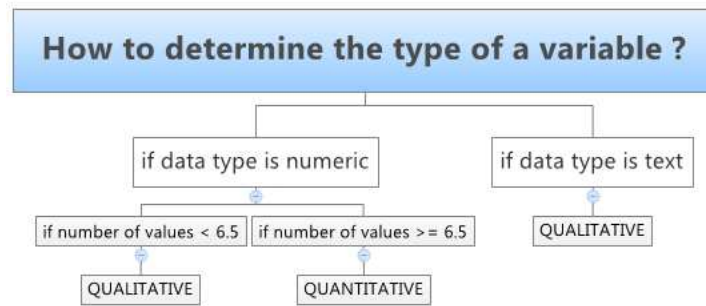 How to determine the type of a variable ?
if data type is numeric
if data type is text
if number of values < 6.5
if number of values >= 6.5
QUALITATIVE
QUALITATIVE
QUANTITATIVE